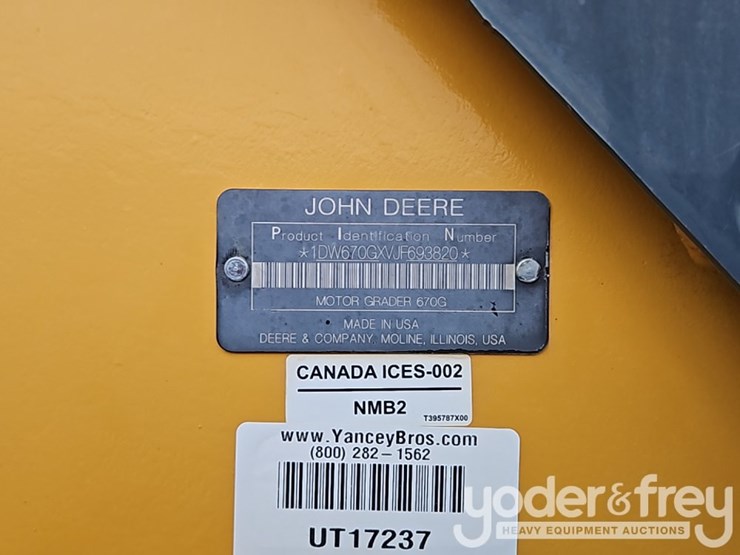 JOHN DEERE
Product Identification Number
*1DW670GXVJF693820*
MOTOR GRADER 670G
MADE IN USA
DEERE & COMPANY, MOLINE, ILLINOIS, USA
CANADA ICES-002
NMB2
T395787X00
www.YanceyBros.com
(800) 282-1562
UT17237
yoder&frey
HEAVY EQUIPMENT AUCTIONS